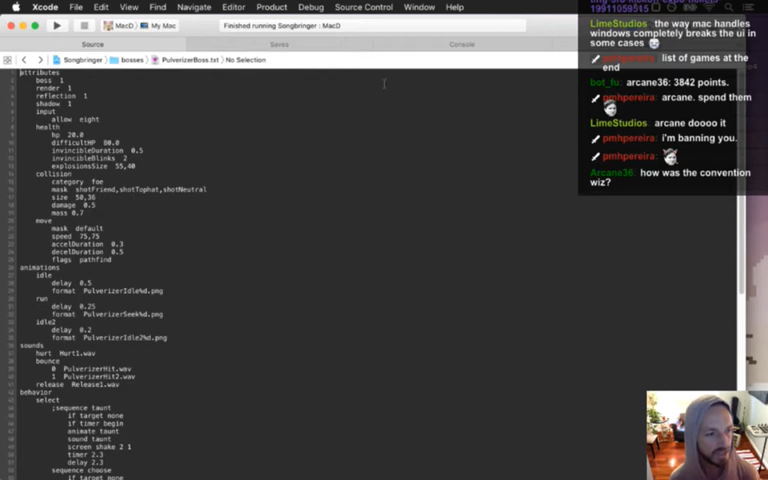 Xcode File Edit View Find Navigate Editor Product Debug Source Control Window Help
MacD My Mac
Finished running Songbringer : MacD
Source
Saves
Console
Songbringer bosses PulverizerBoss.txt No Selection
attributes
boss 1
render 1
reflection 1
shadow 1
input
allow eight
health
hp 20.0
difficultHP 80.0
invincibleDuration 0.5
invincibleBlinks 2
explosionsSize 55,40
collision
category foe
mask shotFriend,shotTophat,shotNeutral
size 50,36
damage 0.5
mass 0.7
move
mask default
speed 75,75
accelDuration 0.3
decelDuration 0.5
flags pathfind
animations
idle
delay 0.5
format PulverizerIdle%d.png
run
delay 0.25
format PulverizerSeek%d.png
idle2
delay 0.2
format PulverizerIdle2%d.png
sounds
hurt Hurt1.wav
bounce
0 PulverizerHit.wav
1 PulverizerHit2.wav
release Release1.wav
behavior
select
;sequence taunt
if target none
if timer begin
animate taunt
sound taunt
screen shake 2 1
timer 2.3
delay 2.3
sequence choose
if target none
19911059515
LimeStudios: the way mac handles
windows completely breaks the ui in
some cases
pmhpereira: list of games at the
end
bot_fu: arcane36: 3842 points.
pmhpereira: arcane. spend them
LimeStudios: arcane doooo it
pmhpereira: i'm banning you.
pmhpereira:
Arcane36: how was the convention
wiz?